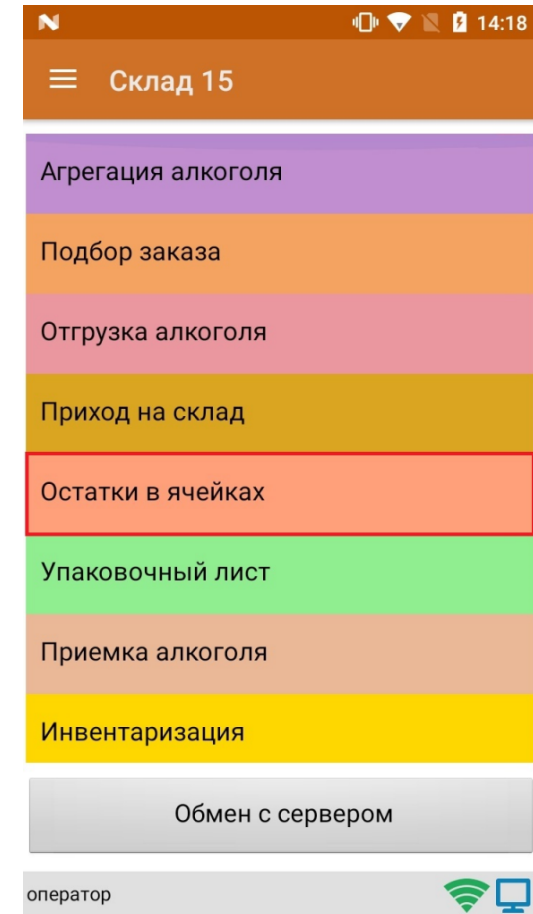 14:18
Склад 15
Агрегация алкоголя
Подбор заказа
Отгрузка алкоголя
Приход на склад
Остатки в ячейках
Упаковочный лист
Приемка алкоголя
Инвентаризация
Обмен с сервером
оператор